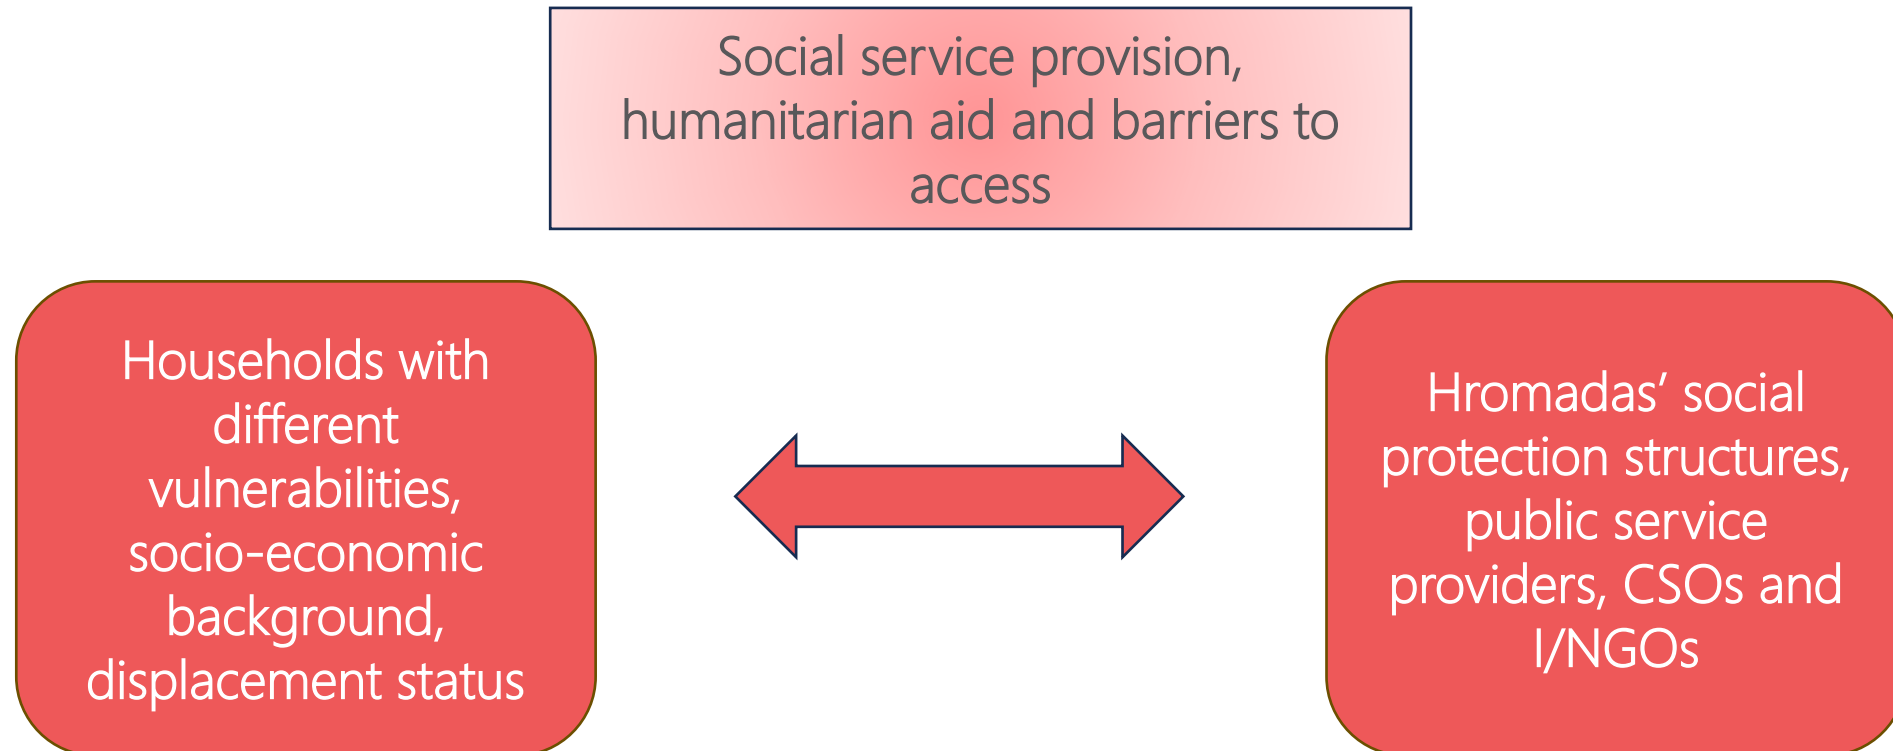 Social service provision,
humanitarian aid and barriers to
access
Households with
different
vulnerabilities,
socio-economic
background,
displacement status
Hromadas’ social
protection structures,
public service
providers, CSOs and
I/NGOs